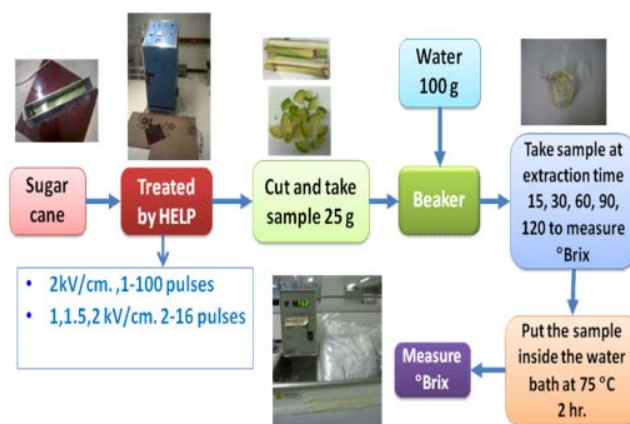 Sugar
cane
Treated
by HELP
• 2kV/cm. ,1-100 pulses
• 1,1.5,2 kV/cm. 2-16 pulses
Cut and take
sample 25 g
Water
100 g
Beaker
Take sample at
extraction time
15, 30, 60, 90,
120 to measure
°Brix
Put the sample
inside the water
bath at 75 °C
2 hr.
Measure
°Brix